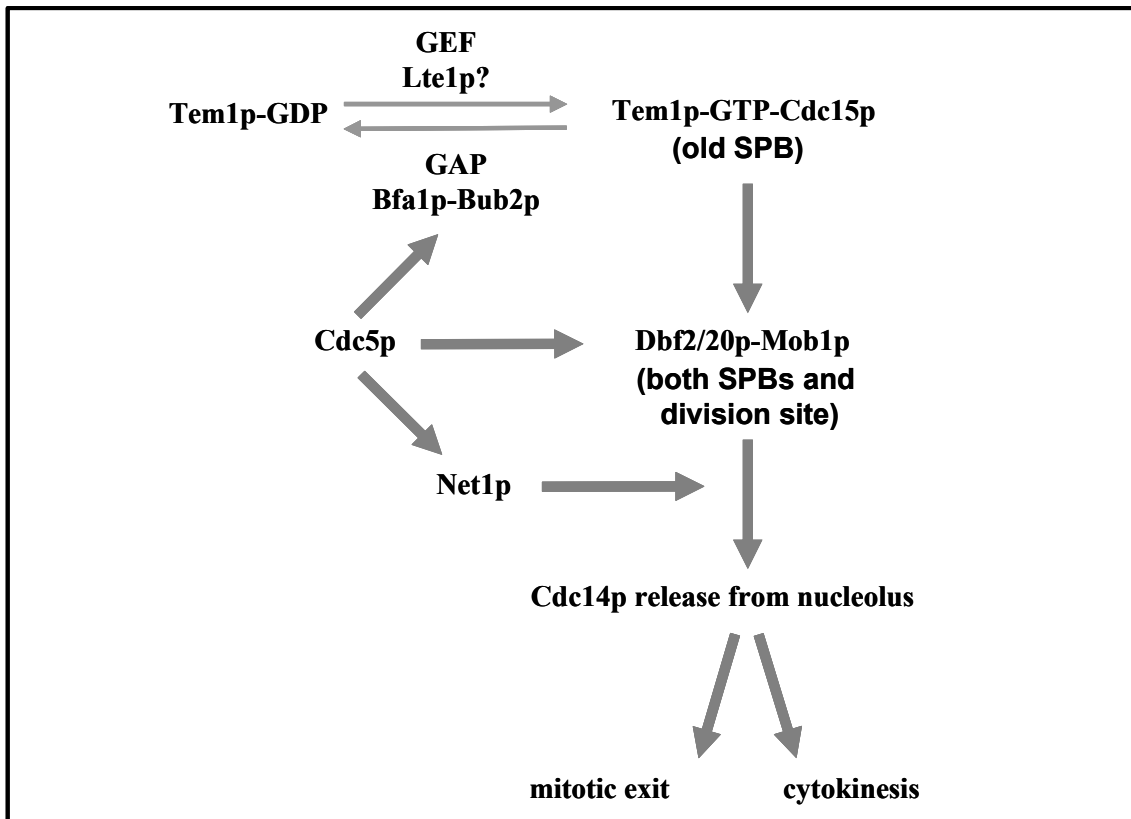 GEF
Lte1p?
Tem1p-GDP
Tem1p-GTP-Cdc15p
(old SPB)
GAP
Bfa1p-Bub2p
Cdc5p
Dbf2/20p-Mob1p
(both SPBs and
division site)
Net1p
Cdc14p release from nucleolus
mitotic exit
cytokinesis